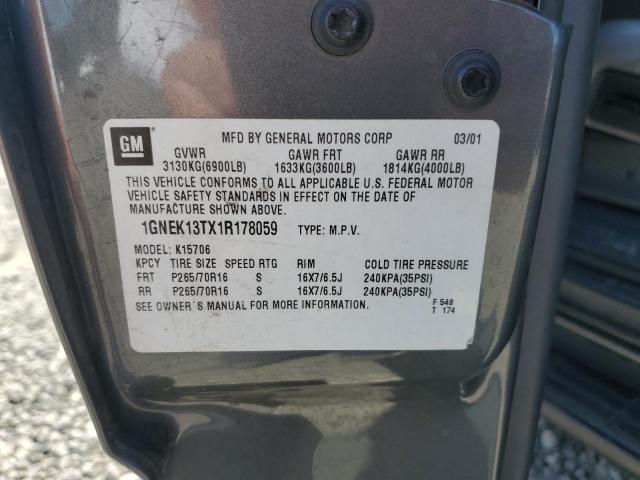 GM
MFD BY GENERAL MOTORS CORP 03/01
GVWR GAWR FRT GAWR RR
3130KG(6900LB) 1633KG(3600LB) 1814KG(4000LB)
THIS VEHICLE CONFORMS TO ALL APPLICABLE U.S. FEDERAL MOTOR
VEHICLE SAFETY STANDARDS IN EFFECT ON THE DATE OF
MANUFACTURE SHOWN ABOVE.
1GNEK13TX1R178059 TYPE: M.P.V.
MODEL: K15706
KPCY TIRE SIZE SPEED RTG RIM COLD TIRE PRESSURE
FRT P265/70R16 S 16X7/6.5J 240KPA(35PSI)
RR P265/70R16 S 16X7/6.5J 240KPA(35PSI)
SEE OWNER'S MANUAL FOR MORE INFORMATION.
F 548
T 174